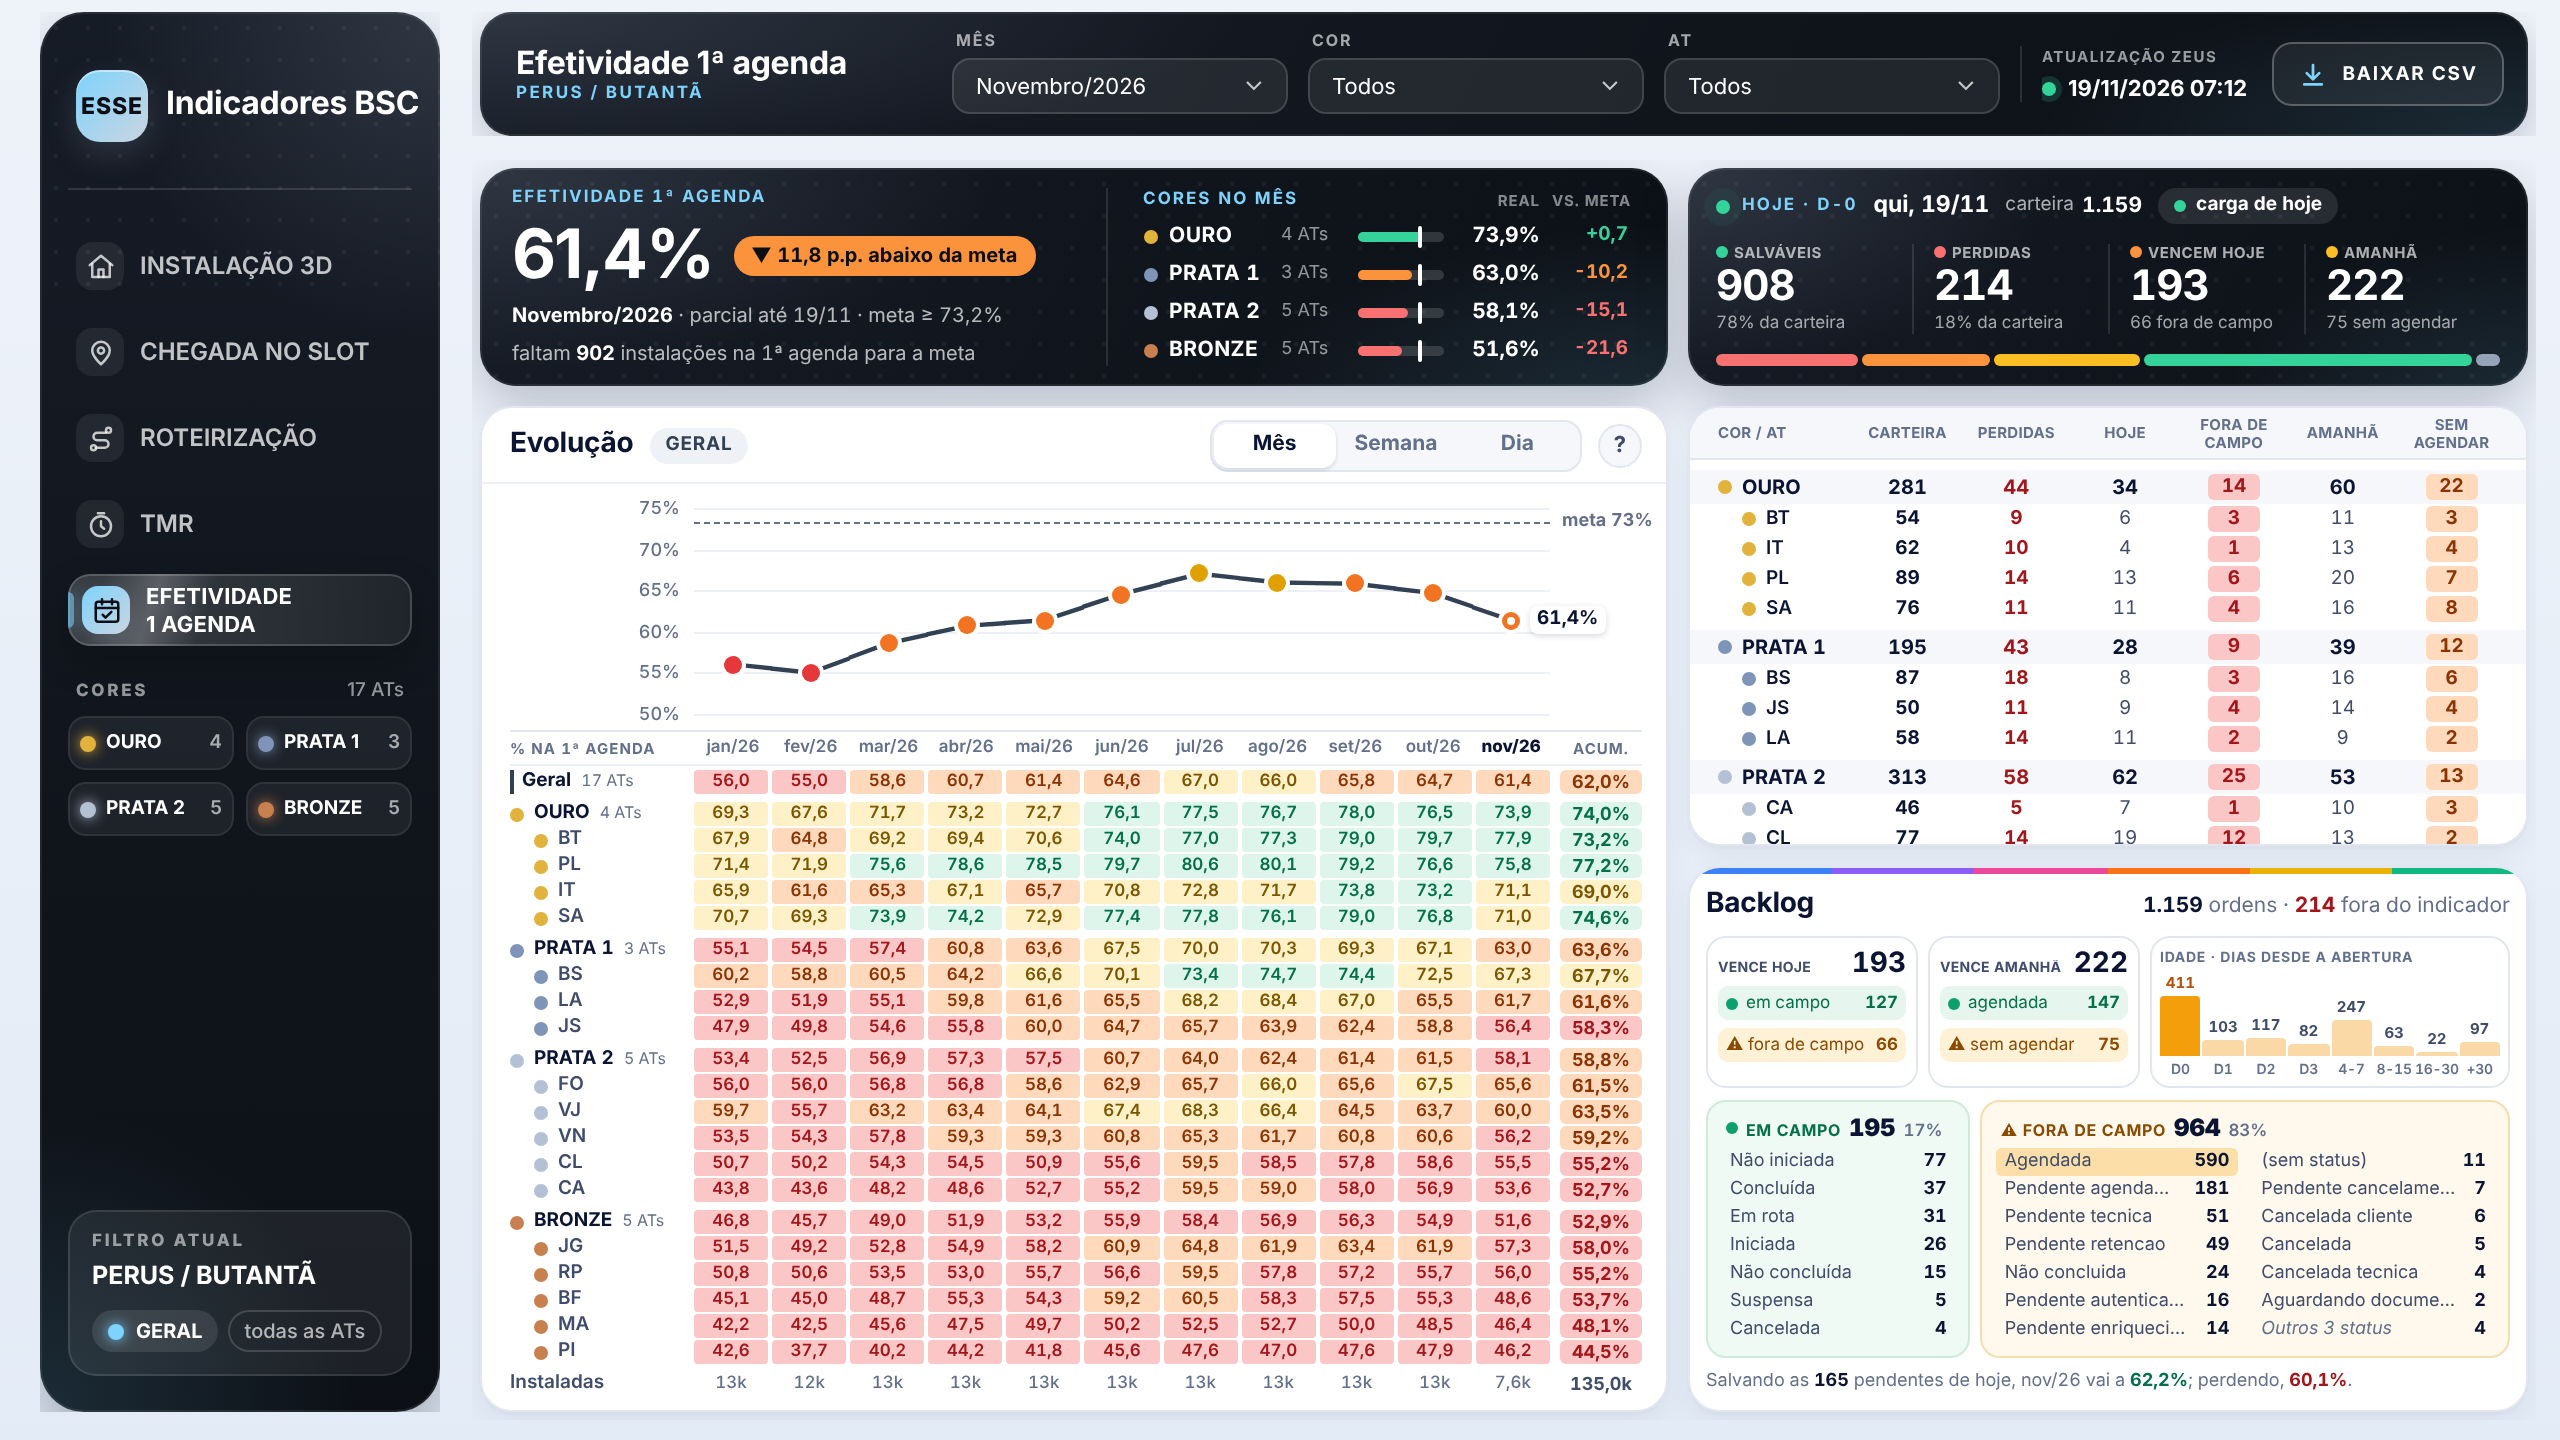 ESSE Indicadores BSC
INSTALAÇÃO 3D
CHEGADA NO SLOT
ROTEIRIZAÇÃO
TMR
EFETIVIDADE
1 AGENDA
CORES 17 ATs
OURO 4 PRATA 1 3
PRATA 2 5 BRONZE 5
FILTRO ATUAL
PERUS / BUTANTÃ
GERAL todas as ATs
Efetividade 1ª agenda
PERUS / BUTANTÃ
MÊS
Novembro/2026
COR
Todos
AT
Todos
ATUALIZAÇÃO ZEUS
19/11/2026 07:12
BAIXAR CSV
EFETIVIDADE 1ª AGENDA
61,4% ▼ 11,8 p.p. abaixo da meta
Novembro/2026 · parcial até 19/11 · meta ≥ 73,2%
faltam 902 instalações na 1ª agenda para a meta
CORES NO MÊS REAL VS. META
OURO 4 ATs 73,9% +0,7
PRATA 1 3 ATs 63,0% -10,2
PRATA 2 5 ATs 58,1% -15,1
BRONZE 5 ATs 51,6% -21,6
HOJE · D-0 qui, 19/11 carteira 1.159 carga de hoje
SALVÁVEIS PERDIDAS VENCEM HOJE AMANHÃ
908 214 193 222
78% da carteira 18% da carteira 66 fora de campo 75 sem agendar
Evolução GERAL Mês Semana Dia ?
75%
meta 73%
70%
65%
60%
61,4%
55%
50%
% NA 1ª AGENDA jan/26 fev/26 mar/26 abr/26 mai/26 jun/26 jul/26 ago/26 set/26 out/26 nov/26 ACUM.
Geral 17 ATs 56,0 55,0 58,6 60,7 61,4 64,6 67,0 66,0 65,8 64,7 61,4 62,0%
OURO 4 ATs 69,3 67,6 71,7 73,2 72,7 76,1 77,5 76,7 78,0 76,5 73,9 74,0%
BT 67,9 64,8 69,2 69,4 70,6 74,0 77,0 77,3 79,0 79,7 77,9 73,2%
PL 71,4 71,9 75,6 78,6 78,5 79,7 80,6 80,1 79,2 76,6 75,8 77,2%
IT 65,9 61,6 65,3 67,1 65,7 70,8 72,8 71,7 73,8 73,2 71,1 69,0%
SA 70,7 69,3 73,9 74,2 72,9 77,4 77,8 76,1 79,0 76,8 71,0 74,6%
PRATA 1 3 ATs 55,1 54,5 57,4 60,8 63,6 67,5 70,0 70,3 69,3 67,1 63,0 63,6%
BS 60,2 58,8 60,5 64,2 66,6 70,1 73,4 74,7 74,4 72,5 67,3 67,7%
LA 52,9 51,9 55,1 59,8 61,6 65,5 68,2 68,4 67,0 65,5 61,7 61,6%
JS 47,9 49,8 54,6 55,8 60,0 64,7 65,7 63,9 62,4 58,8 56,4 58,3%
PRATA 2 5 ATs 53,4 52,5 56,9 57,3 57,5 60,7 64,0 62,4 61,4 61,5 58,1 58,8%
FO 56,0 56,0 56,8 56,8 58,6 62,9 65,7 66,0 65,6 67,5 65,6 61,5%
VJ 59,7 55,7 63,2 63,4 64,1 67,4 68,3 66,4 64,5 63,7 60,0 63,5%
VN 53,5 54,3 57,8 59,3 59,3 60,8 65,3 61,7 60,8 60,6 56,2 59,2%
CL 50,7 50,2 54,3 54,5 50,9 55,6 59,5 58,5 57,8 58,6 55,5 55,2%
CA 43,8 43,6 48,2 48,6 52,7 55,2 59,5 59,0 58,0 56,9 53,6 52,7%
BRONZE 5 ATs 46,8 45,7 49,0 51,9 53,2 55,9 58,4 56,9 56,3 54,9 51,6 52,9%
JG 51,5 49,2 52,8 54,9 58,2 60,9 64,8 61,9 63,4 61,9 57,3 58,0%
RP 50,8 50,6 53,5 53,0 55,7 56,6 59,5 57,8 57,2 55,7 56,0 55,2%
BF 45,1 45,0 48,7 55,3 54,3 59,2 60,5 58,3 57,5 55,3 48,6 53,7%
MA 42,2 42,5 45,6 47,5 49,7 50,2 52,5 52,7 50,0 48,5 46,4 48,1%
PI 42,6 37,7 40,2 44,2 41,8 45,6 47,6 47,0 47,6 47,9 46,2 44,5%
Instaladas 13k 12k 13k 13k 13k 13k 13k 13k 13k 13k 7,6k 135,0k
COR / AT CARTEIRA PERDIDAS HOJE FORA DE CAMPO AMANHÃ SEM AGENDAR
OURO 281 44 34 14 60 22
BT 54 9 6 3 11 3
IT 62 10 4 1 13 4
PL 89 14 13 6 20 7
SA 76 11 11 4 16 8
PRATA 1 195 43 28 9 39 12
BS 87 18 8 3 16 6
JS 50 11 9 4 14 4
LA 58 14 11 2 9 2
PRATA 2 313 58 62 25 53 13
CA 46 5 7 1 10 3
CL 77 14 19 12 13 2
Backlog 1.159 ordens · 214 fora do indicador
VENCE HOJE 193
em campo 127
fora de campo 66
VENCE AMANHÃ 222
agendada 147
sem agendar 75
IDADE · DIAS DESDE A ABERTURA
411 103 117 82 247 63 22 97
D0 D1 D2 D3 4-7 8-15 16-30 +30
EM CAMPO 195 17%
Não iniciada 77
Concluída 37
Em rota 31
Iniciada 26
Não concluída 15
Suspensa 5
Cancelada 4
FORA DE CAMPO 964 83%
Agendada 590 (sem status) 11
Pendente agenda... 181 Pendente cancelame... 7
Pendente tecnica 51 Cancelada cliente 6
Pendente retencao 49 Cancelada 5
Não concluida 24 Cancelada tecnica 4
Pendente autentica... 16 Aguardando docume... 2
Pendente enriqueci... 14 Outros 3 status 4
Salvando as 165 pendentes de hoje, nov/26 vai a 62,2%; perdendo, 60,1%.